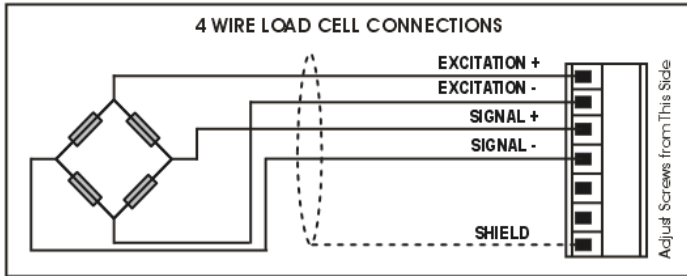 4 WIRE LOAD CELL CONNECTIONS
EXCITATION +
EXCITATION -
SIGNAL +
SIGNAL -
SHIELD
Adjust Screws from This Side